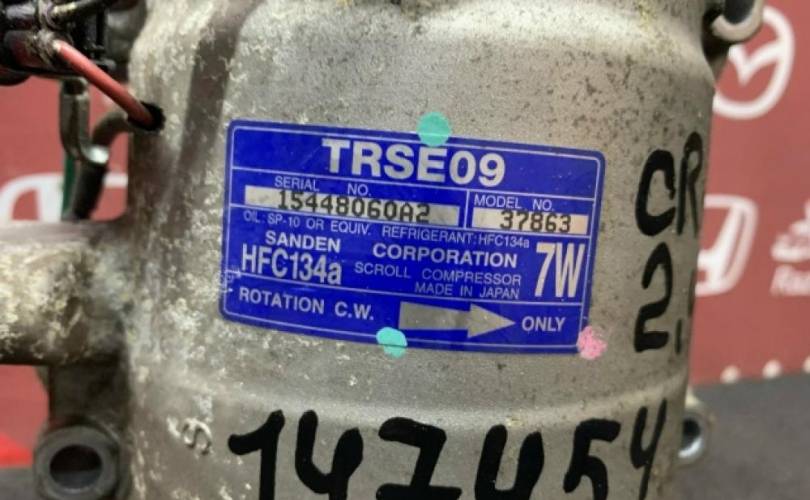 TRSE09
SERIAL NO.
15448060A2
MODEL NO.
37863
OIL: SP-10 OR EQUIV. REFRIGERANT: HFC134a
SANDEN CORPORATION
HFC134a SCROLL COMPRESSOR 7W
MADE IN JAPAN
ROTATION C.W. ONLY
CR
2.
S
147454